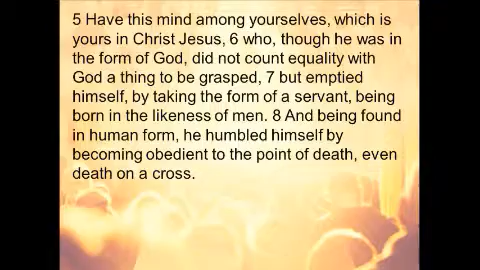 5 Have this mind among yourselves, which is
yours in Christ Jesus, 6 who, though he was in
the form of God, did not count equality with
God a thing to be grasped, 7 but emptied
himself, by taking the form of a servant, being
born in the likeness of men. 8 And being found
in human form, he humbled himself by
becoming obedient to the point of death, even
death on a cross.